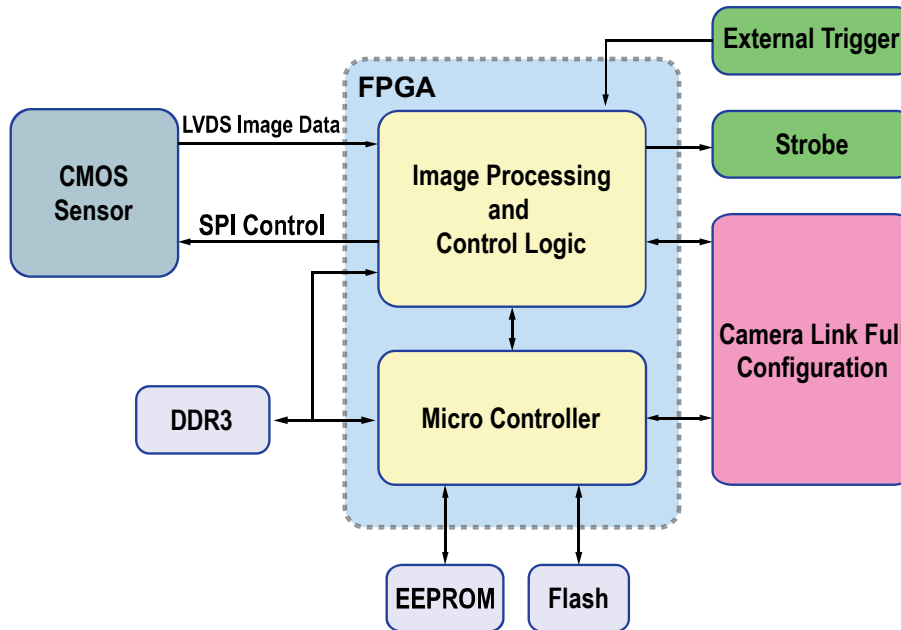 External Trigger
FPGA
LVDS Image Data
CMOS
Sensor
Image Processing
and
Control Logic
Strobe
SPI Control
Camera Link Full
Configuration
DDR3
Micro Controller
EEPROM
Flash